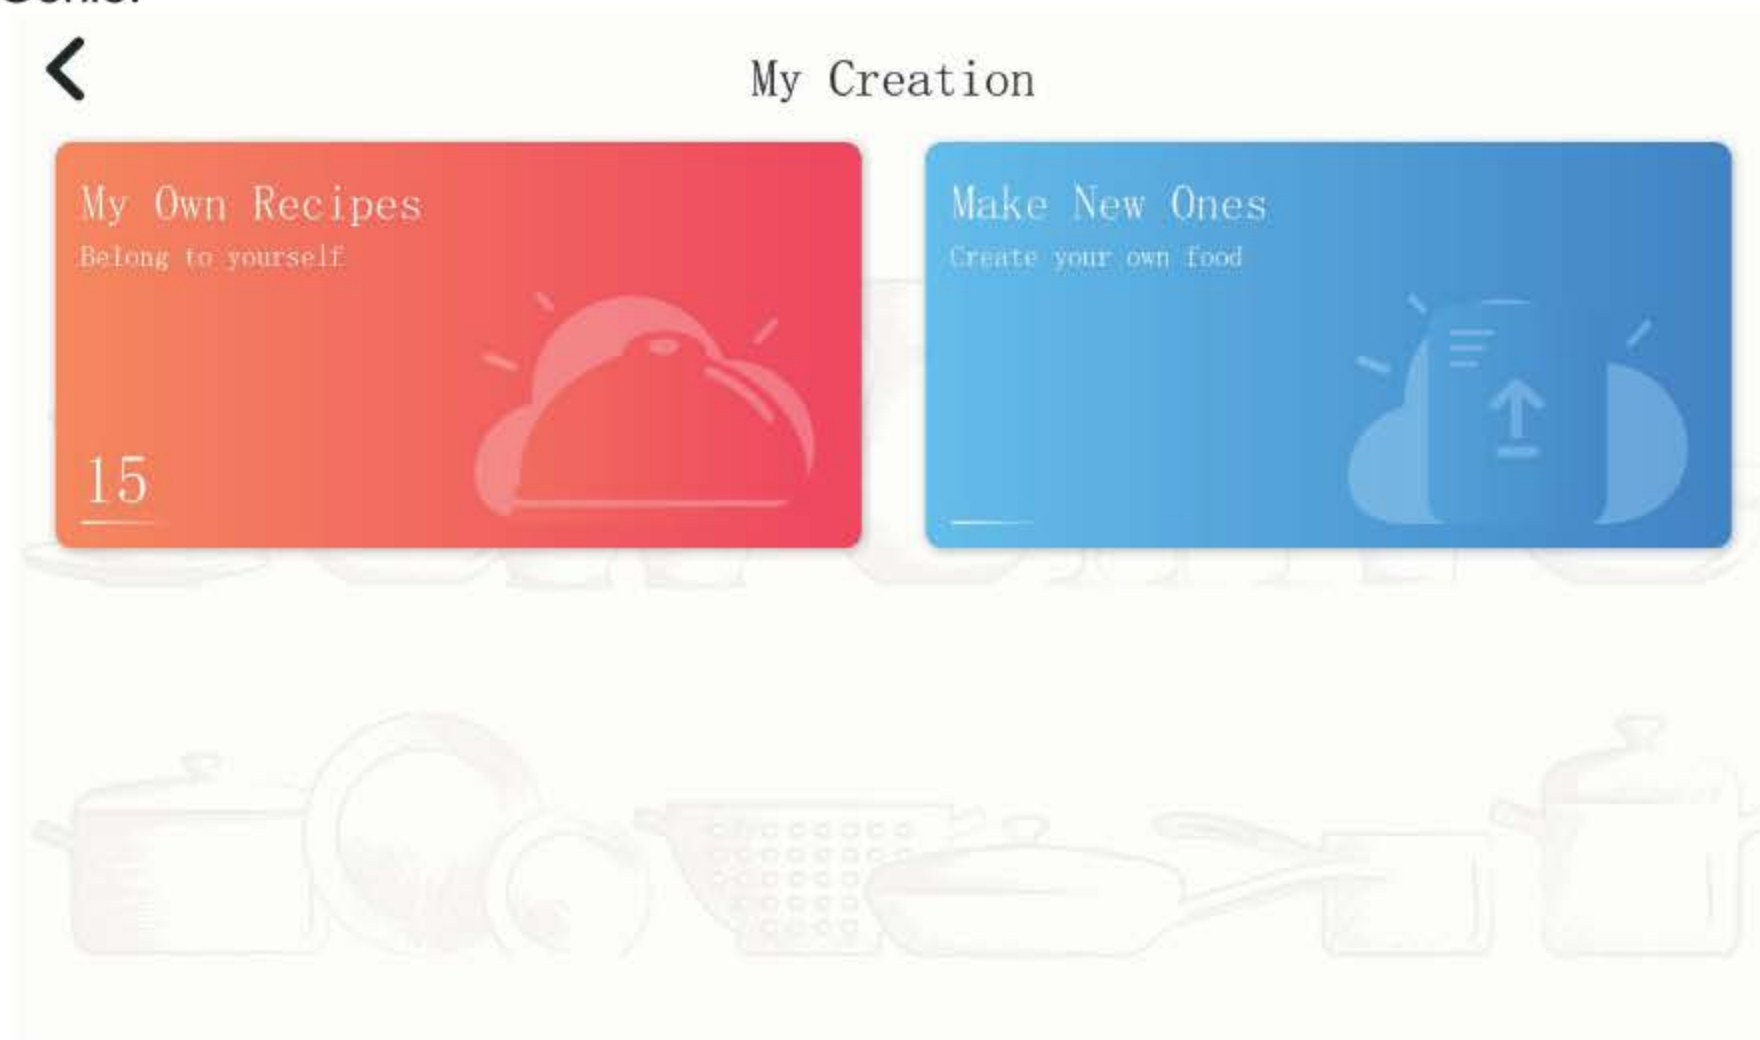 My Creation
My Own Recipes
Belong to yourself
15
Make New Ones
Create your own food